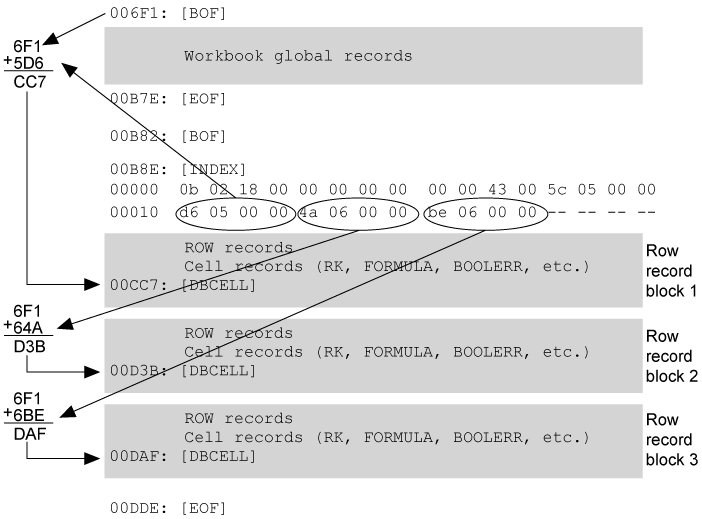 006F1: [BOF]
6F1
+5D6
CC7
Workbook global records
00B7E: [EOF]
00B82: [BOF]
00B8E: [INDEX]
00000 0b 02 18 00 00 00 00 00 00 00 43 00 5c 05 00 00
00010 d6 05 00 00 4a 06 00 00 be 06 00 00 -- -- -- --
ROW records
Cell records (RK, FORMULA, BOOLERR, etc.)
00CC7: [DBCELL]
Row
record
block 1
6F1
+64A
D3B
ROW records
Cell records (RK, FORMULA, BOOLERR, etc.)
00D3B: [DBCELL]
Row
record
block 2
6F1
+6BE
DAF
ROW records
Cell records (RK, FORMULA, BOOLERR, etc.)
00DAF: [DBCELL]
Row
record
block 3
00DDE: [EOF]